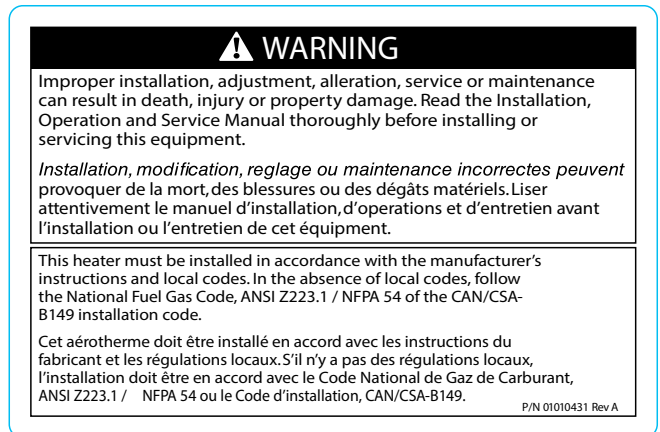 WARNING
Improper installation, adjustment, alleration, service or maintenance
can result in death, injury or property damage. Read the Installation,
Operation and Service Manual thoroughly before installing or
servicing this equipment.
Installation, modification, reglage ou maintenance incorrectes peuvent
provoquer de la mort, des blessures ou des dégâts matériels. Liser
attentivement le manuel d'installation, d'operations et d'entretien avant
l'installation ou l'entretien de cet équipment.
This heater must be installed in accordance with the manufacturer's
instructions and local codes. In the absence of local codes, follow
the National Fuel Gas Code, ANSI Z223.1 / NFPA 54 of the CAN/CSA-
B149 installation code.
Cet aérotherme doit être installé en accord avec les instructions du
fabricant et les régulations locaux. S'il n'y a pas des régulations locaux,
l'installation doit être en accord avec le Code National de Gaz de Carburant,
ANSI Z223.1 / NFPA 54 ou le Code d'installation, CAN/CSA-B149.
P/N 01010431 Rev A